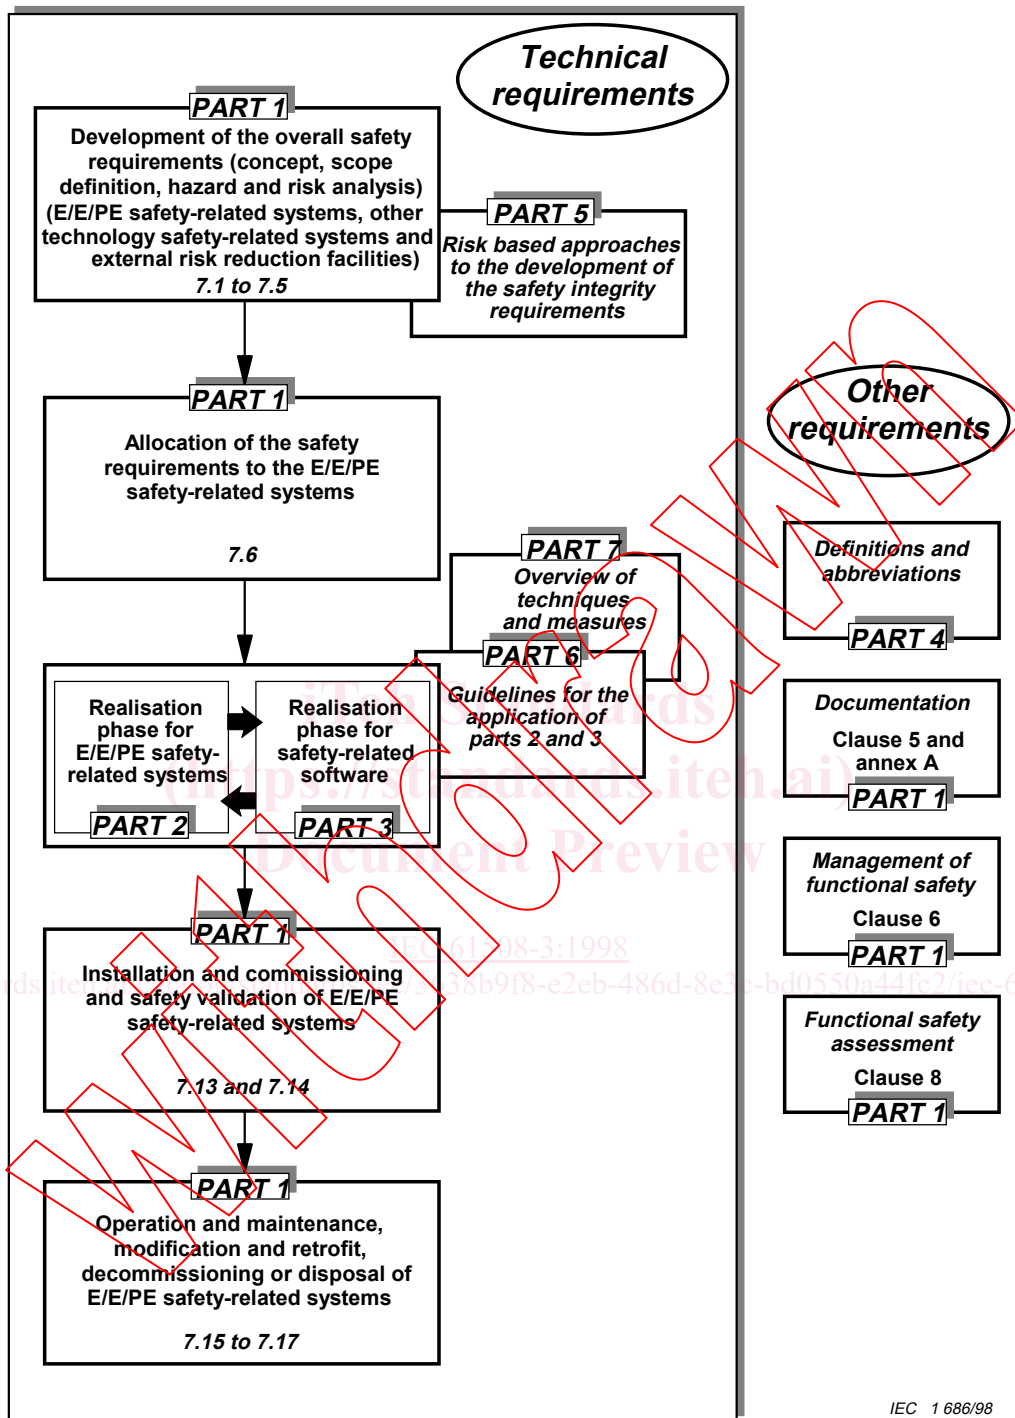 Technical
requirements
PART 1
Development of the overall safety
requirements (concept, scope
definition, hazard and risk analysis)
(E/E/PE safety-related systems, other
technology safety-related systems and
external risk reduction facilities)
7.1 to 7.5
PART 5
Risk based approaches
to the development of
the safety integrity
requirements
PART 1
Allocation of the safety
requirements to the E/E/PE
safety-related systems
7.6
PART 7
Overview of
techniques
and measures
PART 6
Guidelines for the
application of
parts 2 and 3
Realisation
phase for
E/E/PE safety-
related systems
PART 2
Realisation
phase for
safety-related
software
PART 3
PART 1
Installation and commissioning
and safety validation of E/E/PE
safety-related systems
7.13 and 7.14
PART 1
Operation and maintenance,
modification and retrofit,
decommissioning or disposal of
E/E/PE safety-related systems
7.15 to 7.17
Other
requirements
Definitions and
abbreviations
PART 4
Documentation
Clause 5 and
annex A
PART 1
Management of
functional safety
Clause 6
PART 1
Functional safety
assessment
Clause 8
PART 1
IEC 1 686/98
Withdrawn
iTeh Standards
(https://standards.iteh.ai)
Document Preview
IEC 61508-3:1998
8b9f8-e2eb-486d-8e3c-bd0550a44fc2/iec-6